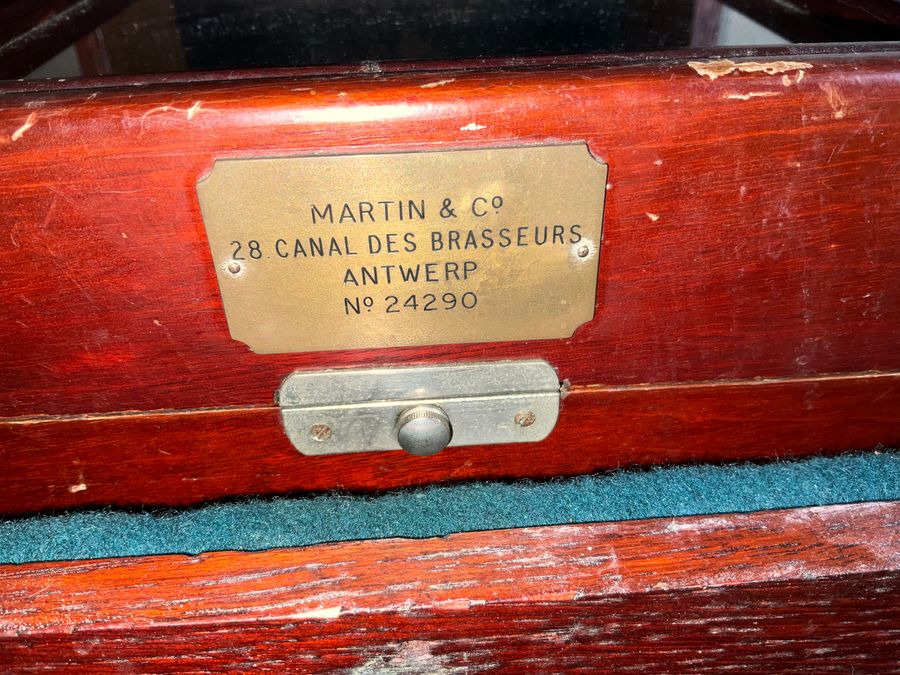 MARTIN & Cº
28. CANAL DES BRASSEURS
ANTWERP
Nº 24290